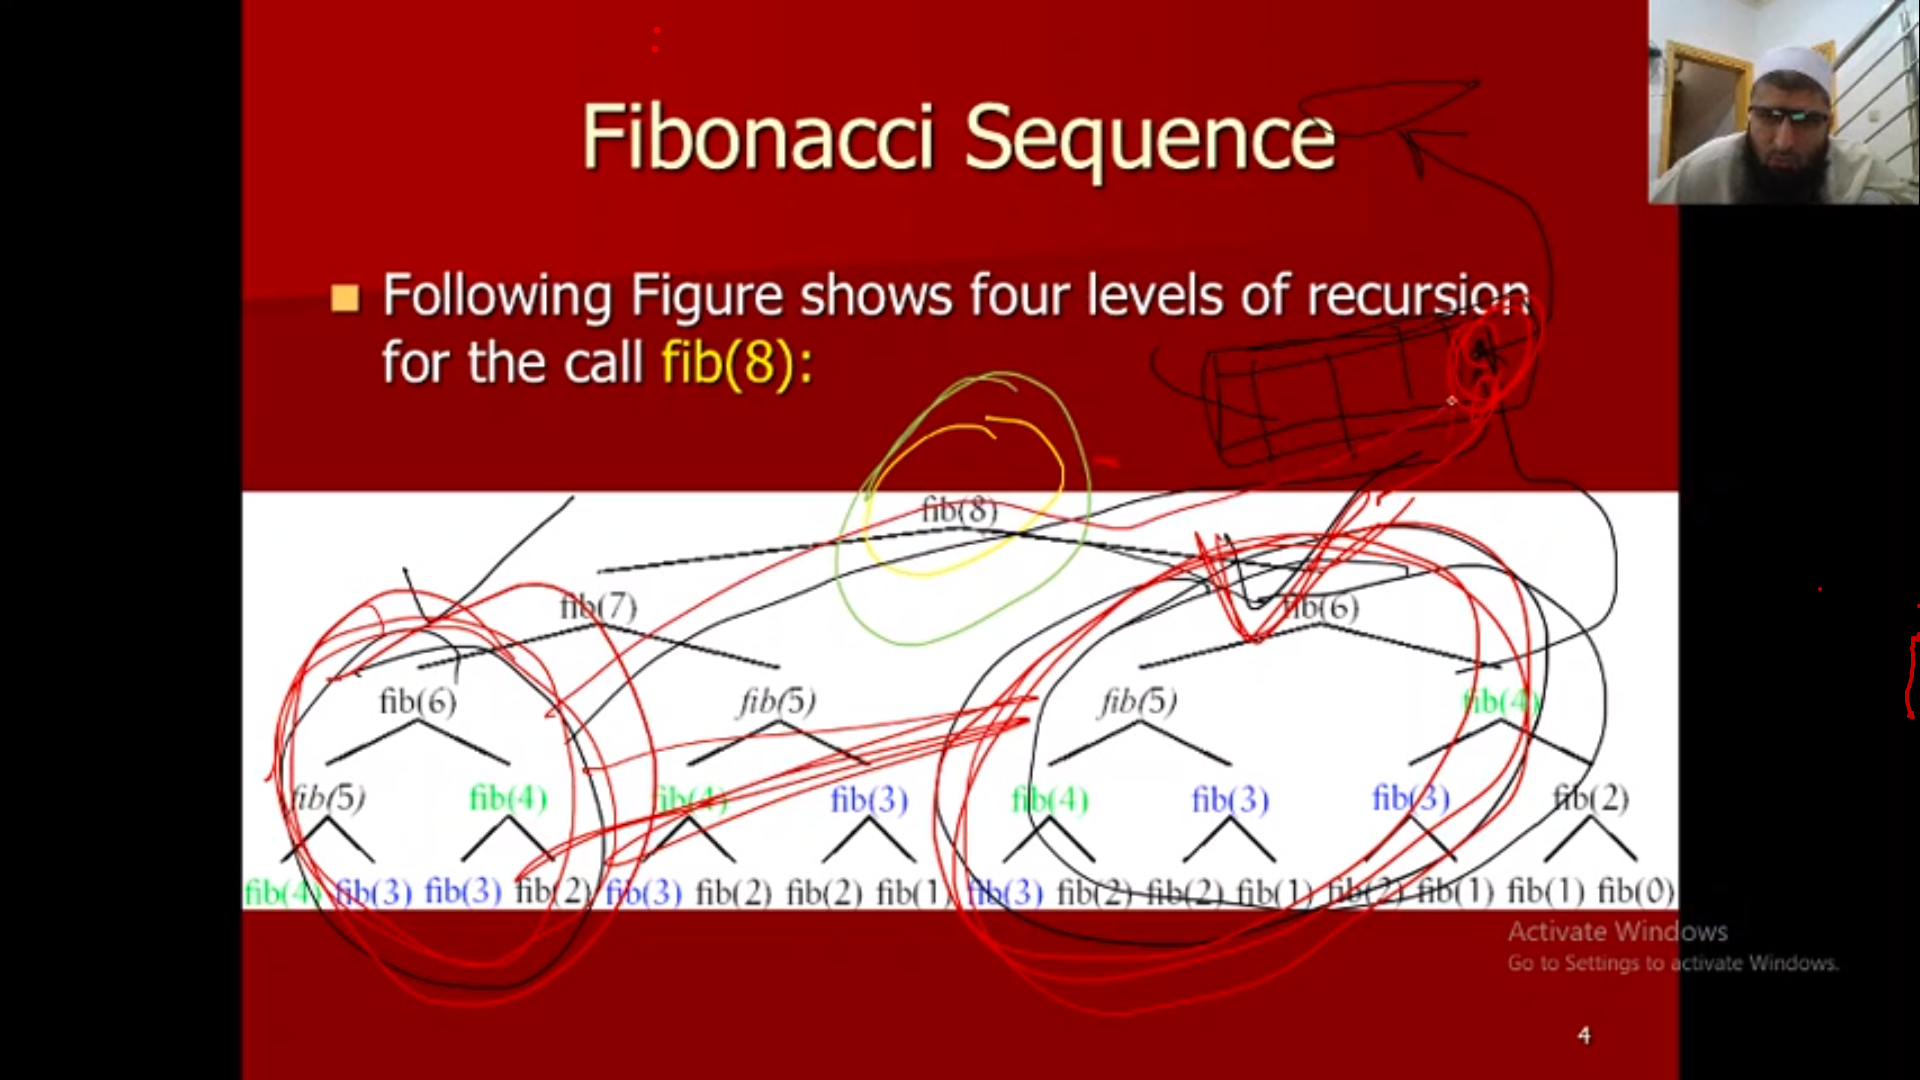 Fibonacci Sequence
Following Figure shows four levels of recursion
for the call fib(8):
fib(8)
fib(7) fib(6)
fib(6) fib(5) fib(5) fib(4)
fib(5) fib(4) fib(4) fib(3) fib(4) fib(3) fib(3) fib(2)
fib(4) fib(3) fib(3) fib(2) fib(3) fib(2) fib(2) fib(1) fib(3) fib(2) fib(2) fib(1) fib(2) fib(1) fib(1) fib(0)
Activate Windows
Go to Settings to activate Windows.
4